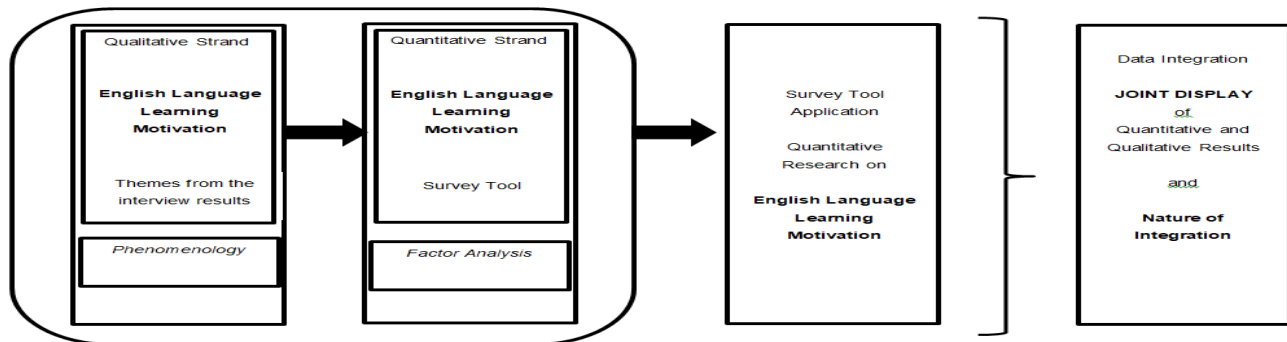 Qualitative Strand
English Language
Learning
Motivation
Themes from the
interview results
Phenomenology
Quantitative Strand
English Language
Learning
Motivation
Survey Tool
Factor Analysis
Survey Tool
Application
Quantitative
Research on
English Language
Learning
Motivation
Data Integration
JOINT DISPLAY
of
Quantitative and
Qualitative Results
and
Nature of
Integration